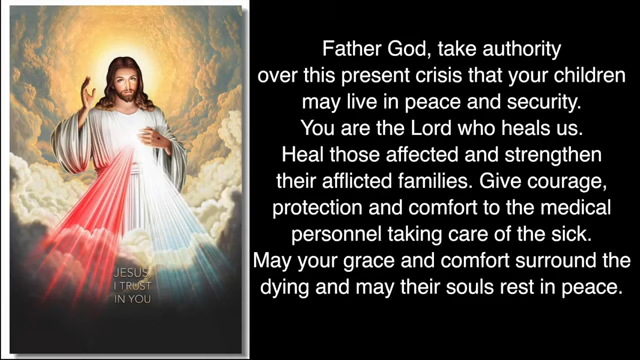 JESUS
I TRUST
IN YOU
Father God, take authority
over this present crisis that your children
may live in peace and security.
You are the Lord who heals us.
Heal those affected and strengthen
their afflicted families. Give courage,
protection and comfort to the medical
personnel taking care of the sick.
May your grace and comfort surround the
dying and may their souls rest in peace.